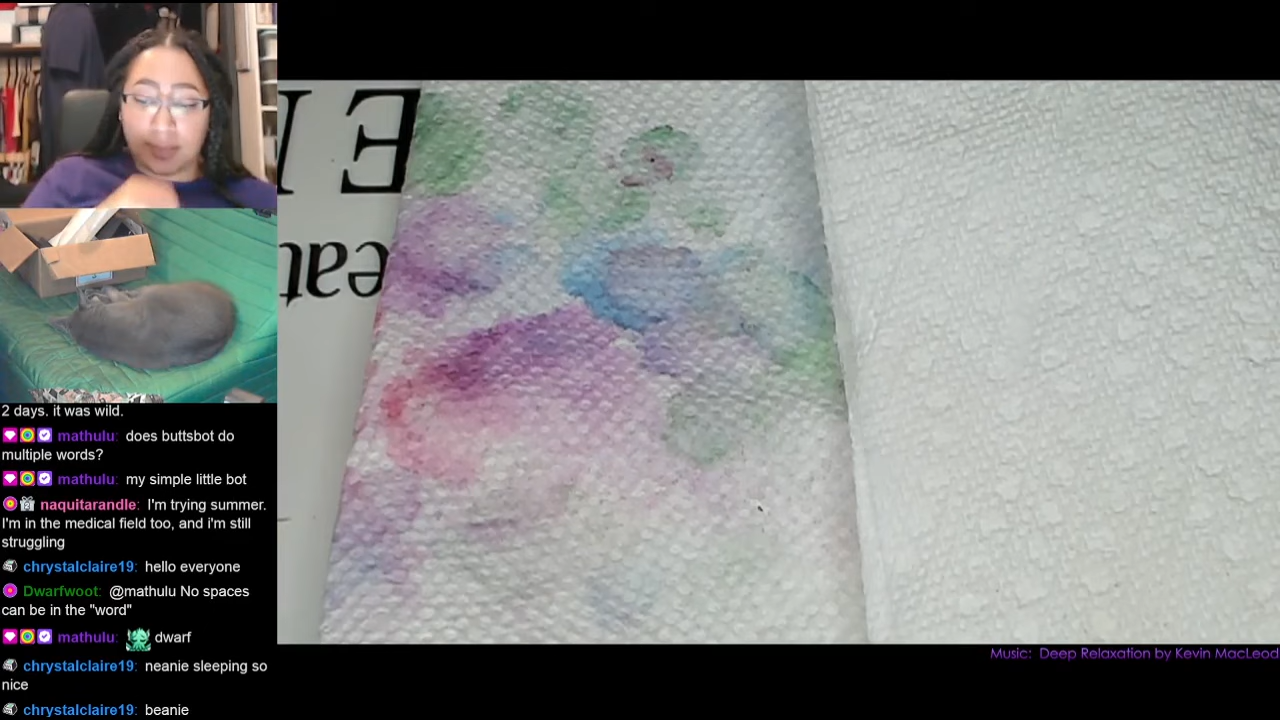 2 days. it was wild.
mathulu: does buttsbot do
multiple words?
mathulu: my simple little bot
naquitarandle: I'm trying summer.
I'm in the medical field too, and i'm still
struggling
chrystalclaire19: hello everyone
Dwarfwoot: @mathulu No spaces
can be in the "word"
mathulu: dwarf
chrystalclaire19: neanie sleeping so
nice
chrystalclaire19: beanie
Music: Deep Relaxation by Kevin MacLeod